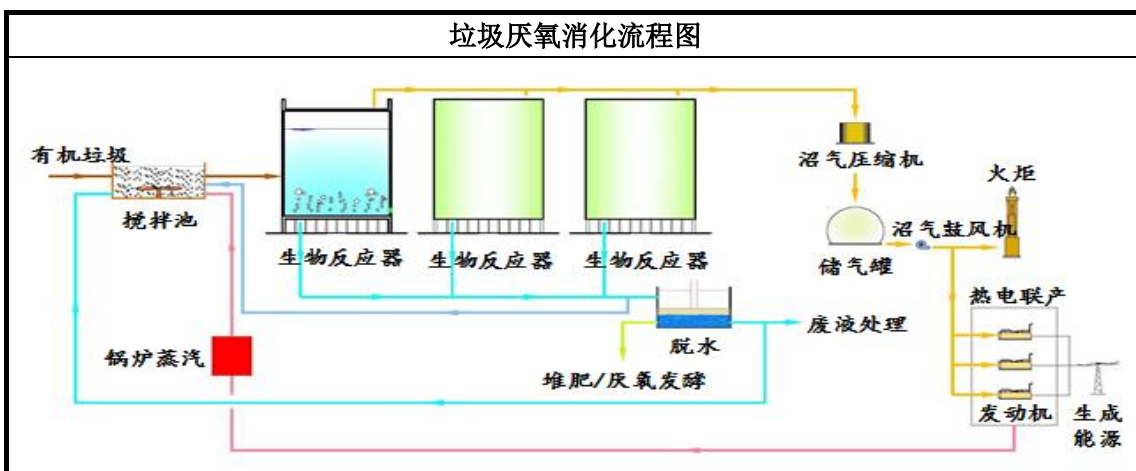 垃圾厌氧消化流程图
有机垃圾
搅拌池
生物反应器
生物反应器
生物反应器
沼气压缩机
储气罐
沼气鼓风机
火炬
热电联产
发动机
生成
能源
脱水
废液处理
堆肥/厌氧发酵
锅炉蒸汽